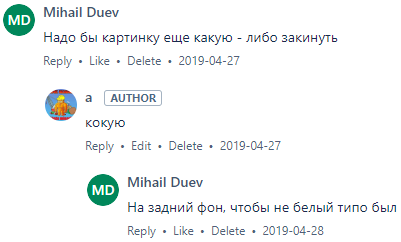 MD Mihail Duev
Надо бы картинку еще какую - либо закинуть
Reply • Like • Delete • 2019-04-27
a AUTHOR
кокую
Reply • Edit • Delete • 2019-04-27
MD Mihail Duev
На задний фон, чтобы не белый типо был
Reply • Like • Delete • 2019-04-28